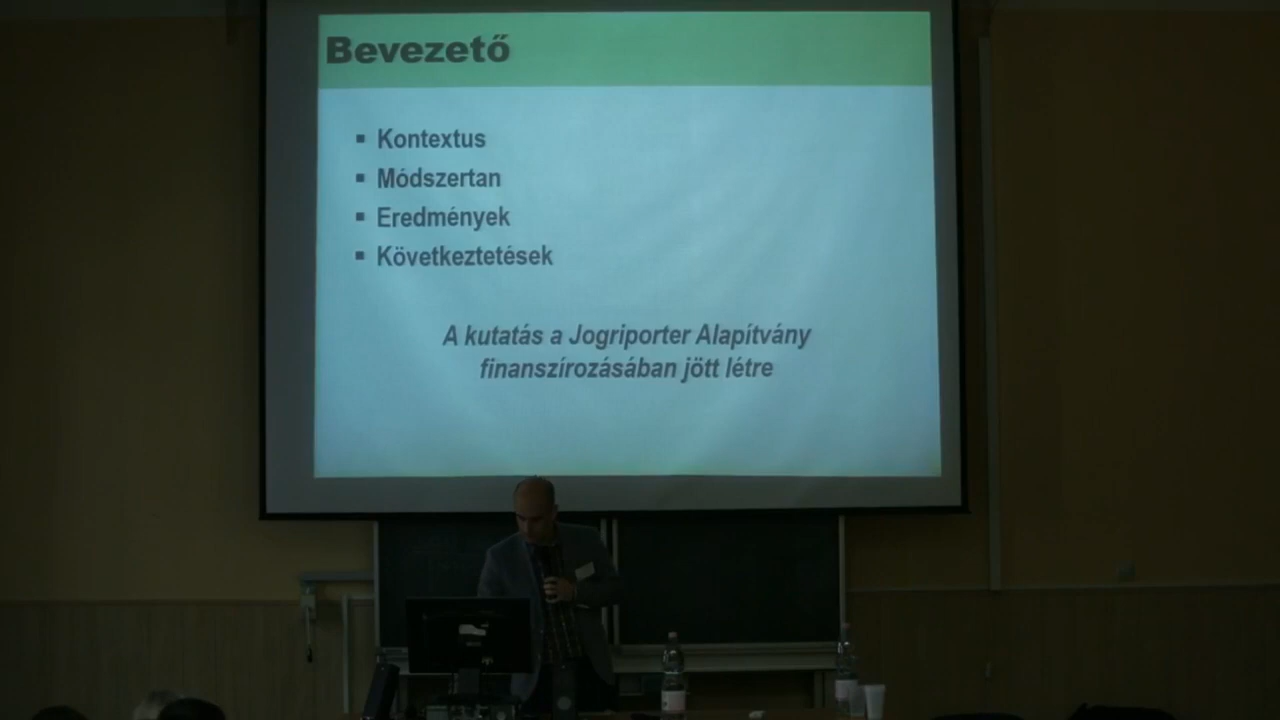 Bevezető
▪ Kontextus
▪ Módszertan
▪ Eredmények
▪ Következtetések
A kutatás a Jogriporter Alapítvány
finanszírozásában jött létre